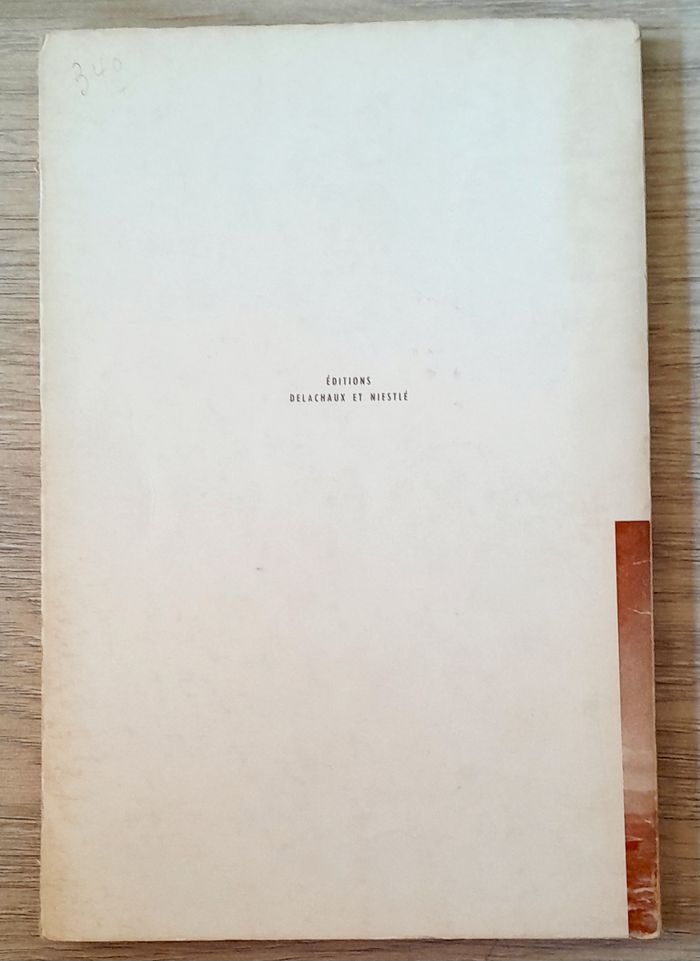 340
ÉDITIONS
DELACHAUX ET NIESTLÉ